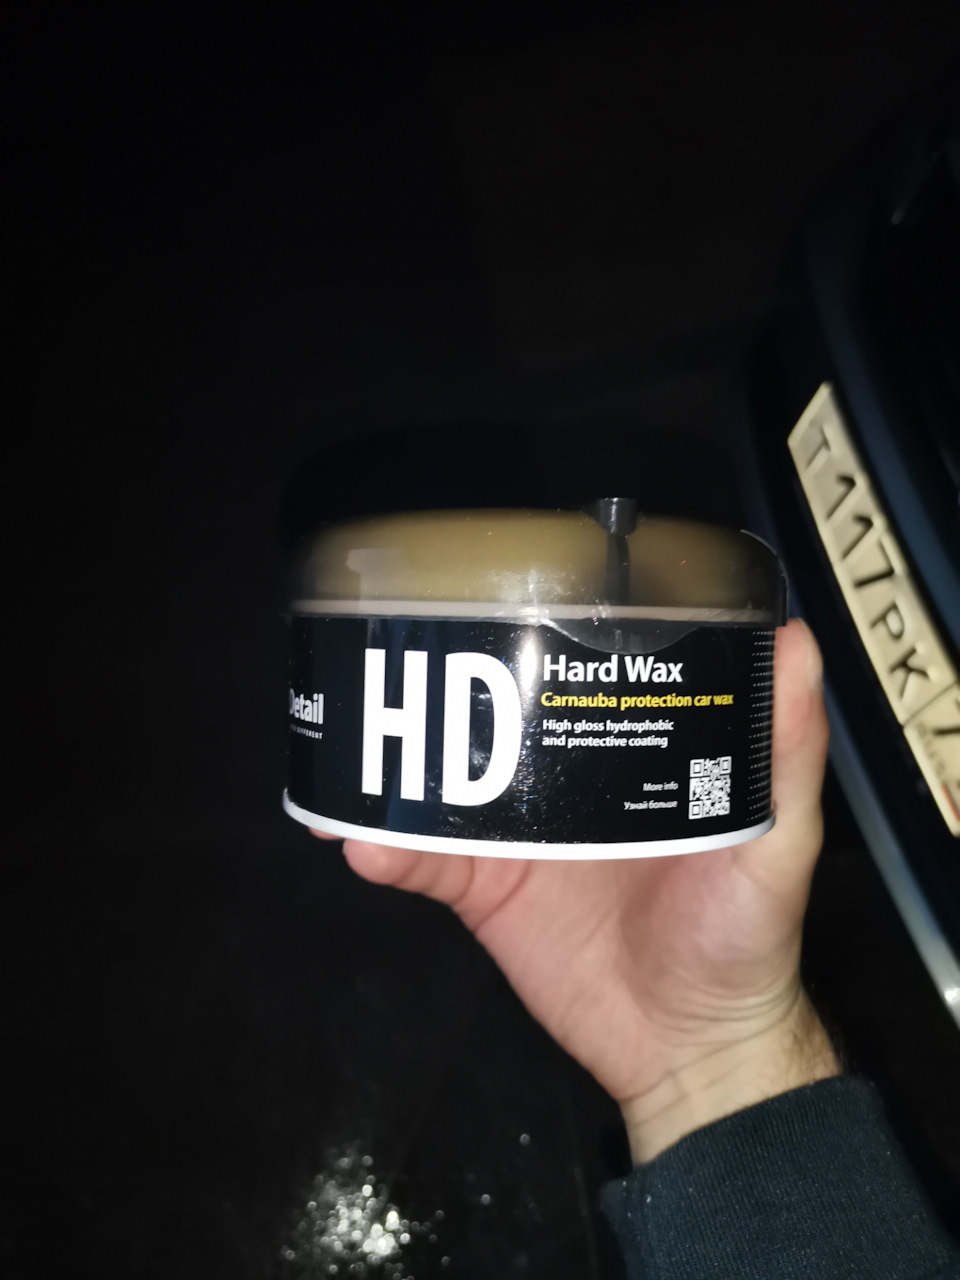 Detail
HD
Hard Wax
Carnauba protection car wax
High gloss hydrophobic
and protective coating
More info
Узнай больше
T117PK